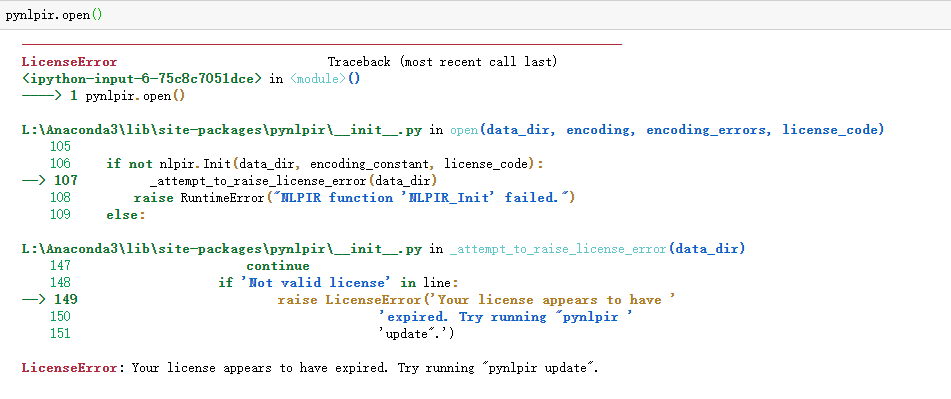 pynlpir.open()
LicenseError Traceback (most recent call last)
<ipython-input-6-75c8c7051dce> in <module>()
----> 1 pynlpir.open()
L:\Anaconda3\lib\site-packages\pynlpir\__init__.py in open(data_dir, encoding, encoding_errors, license_code)
105
106 if not nlpir.Init(data_dir, encoding_constant, license_code):
--> 107 _attempt_to_raise_license_error(data_dir)
108 raise RuntimeError("NLPIR function 'NLPIR_Init' failed.")
109 else:
L:\Anaconda3\lib\site-packages\pynlpir\__init__.py in _attempt_to_raise_license_error(data_dir)
147 continue
148 if 'Not valid license' in line:
--> 149 raise LicenseError('Your license appears to have '
150 'expired. Try running "pynlpir '
151 'update".')
LicenseError: Your license appears to have expired. Try running "pynlpir update".